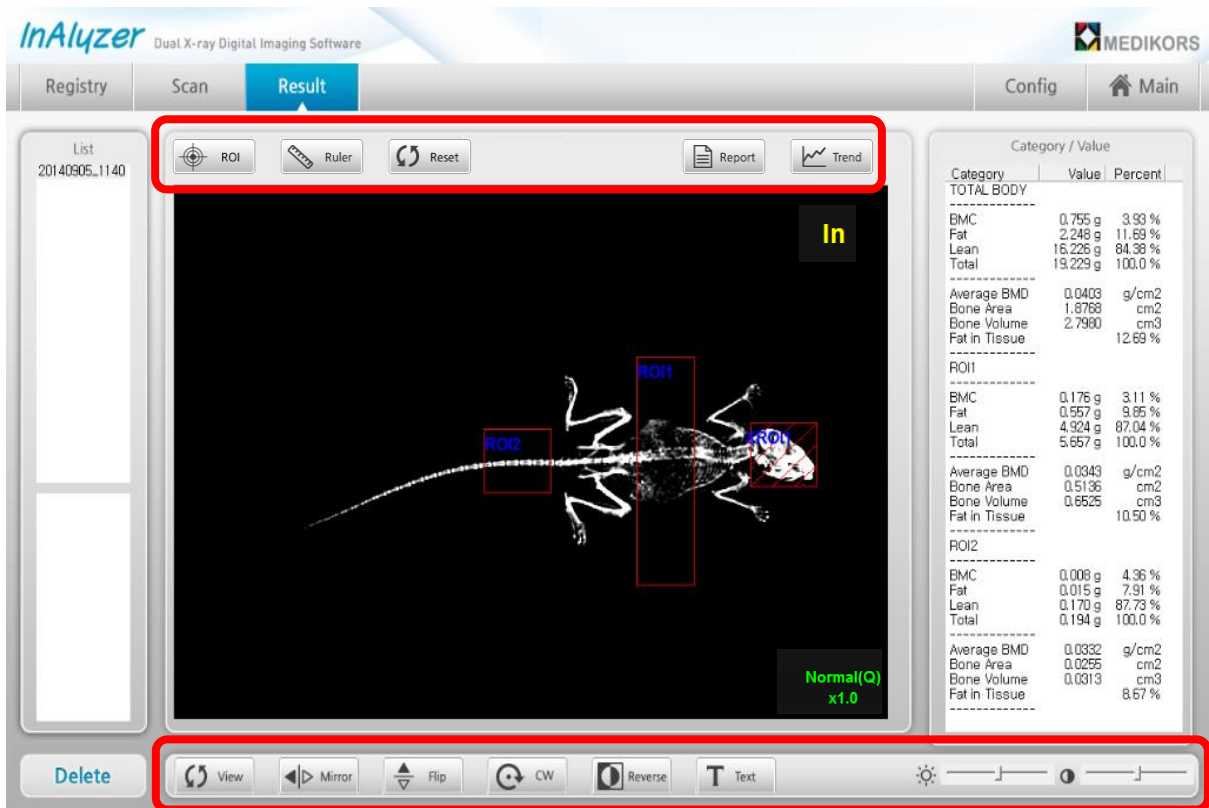 InAlyzer Dual X-ray Digital Imaging Software
MEDIKORS
Registry Scan Result Config Main
List
20140905_1140
ROI Ruler Reset Report Trend
In
ROI1
ROI2
XROI1
Normal(Q)
x1.0
Category / Value
Category Value Percent
TOTAL BODY
-------------
BMC 0.755 g 3.93 %
Fat 2.248 g 11.69 %
Lean 16.226 g 84.38 %
Total 19.229 g 100.0 %
-------------
Average BMD 0.0403 g/cm2
Bone Area 1.8768 cm2
Bone Volume 2.7980 cm3
Fat in Tissue 12.69 %
-------------
ROI1
-------------
BMC 0.176 g 3.11 %
Fat 0.557 g 9.85 %
Lean 4.924 g 87.04 %
Total 5.657 g 100.0 %
-------------
Average BMD 0.0343 g/cm2
Bone Area 0.5136 cm2
Bone Volume 0.6525 cm3
Fat in Tissue 10.50 %
-------------
ROI2
-------------
BMC 0.008 g 4.36 %
Fat 0.015 g 7.91 %
Lean 0.170 g 87.73 %
Total 0.194 g 100.0 %
-------------
Average BMD 0.0332 g/cm2
Bone Area 0.0255 cm2
Bone Volume 0.0313 cm3
Fat in Tissue 8.67 %
-------------
Delete View Mirror Flip CW Reverse T Text